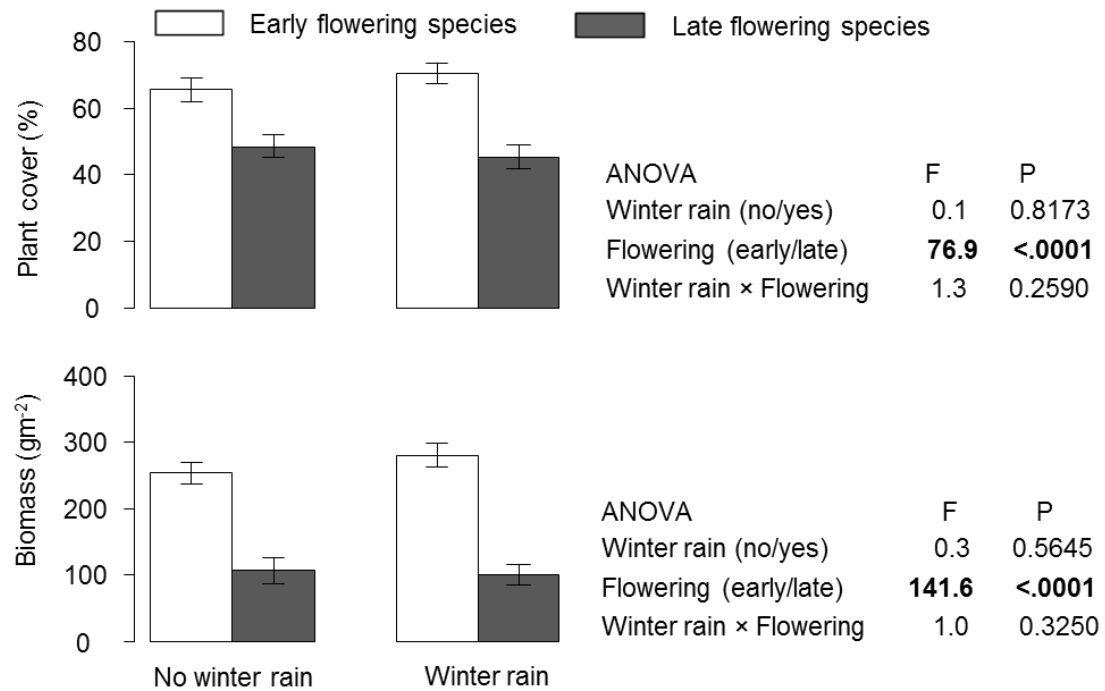 Early flowering species
Late flowering species
Plant cover (%)
80
60
40
20
0
ANOVA F P
Winter rain (no/yes) 0.1 0.8173
Flowering (early/late) 76.9 <.0001
Winter rain × Flowering 1.3 0.2590
Biomass (gm⁻²)
400
300
200
100
0
ANOVA F P
Winter rain (no/yes) 0.3 0.5645
Flowering (early/late) 141.6 <.0001
Winter rain × Flowering 1.0 0.3250
No winter rain Winter rain